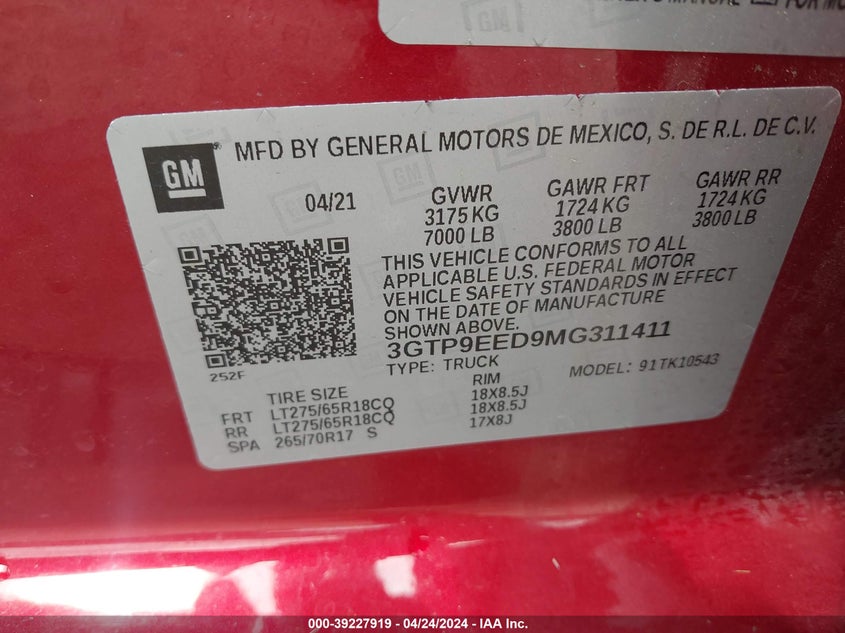 FOR MO
GM
MFD BY GENERAL MOTORS DE MEXICO, S. DE R.L. DE C.V.
04/21 GVWR GAWR FRT GAWR RR
3175 KG 1724 KG 1724 KG
7000 LB 3800 LB 3800 LB
THIS VEHICLE CONFORMS TO ALL
APPLICABLE U.S. FEDERAL MOTOR
VEHICLE SAFETY STANDARDS IN EFFECT
ON THE DATE OF MANUFACTURE
SHOWN ABOVE.
3GTP9EED9MG311411
252F TYPE: TRUCK MODEL: 91TK10543
TIRE SIZE RIM
FRT LT275/65R18CQ 18X8.5J
RR LT275/65R18CQ 18X8.5J
SPA 265/70R17 S 17X8J
000-39227919 / 04/24/2024 - IAA Inc.